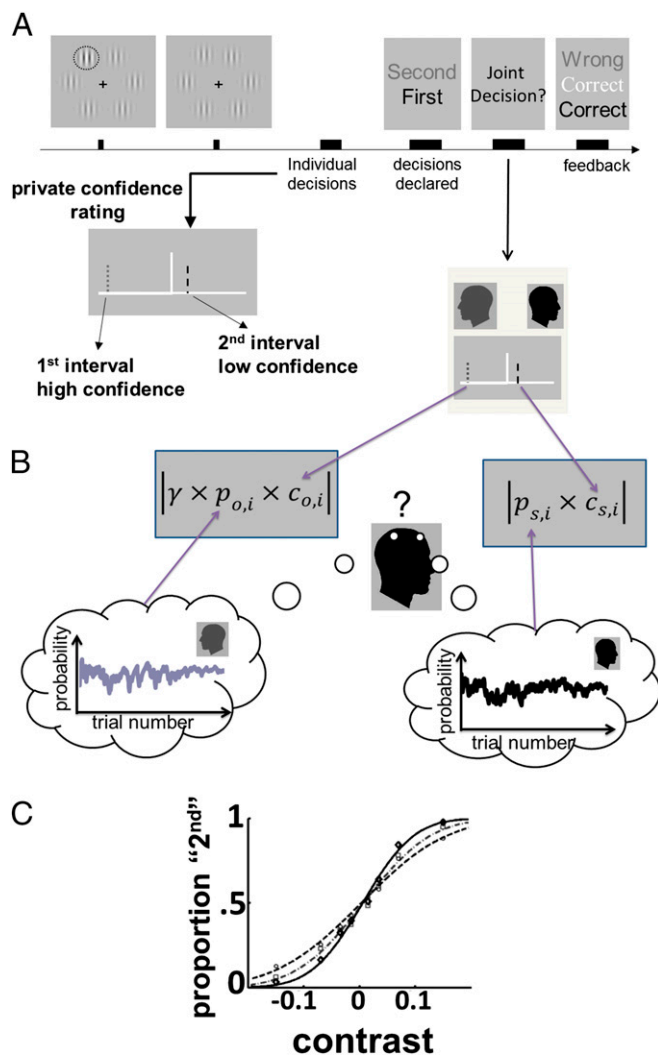 A
+
+
Second
First
Joint
Decision?
Wrong
Correct
Correct
Individual
decisions
decisions
declared
feedback
private confidence
rating
1st interval
high confidence
2nd interval
low confidence
B
|γ × p_{o,i} × c_{o,i}|
?
|p_{s,i} × c_{s,i}|
probability
trial number
probability
trial number
C
proportion "2nd"
1
.5
0
-0.1
0
0.1
contrast